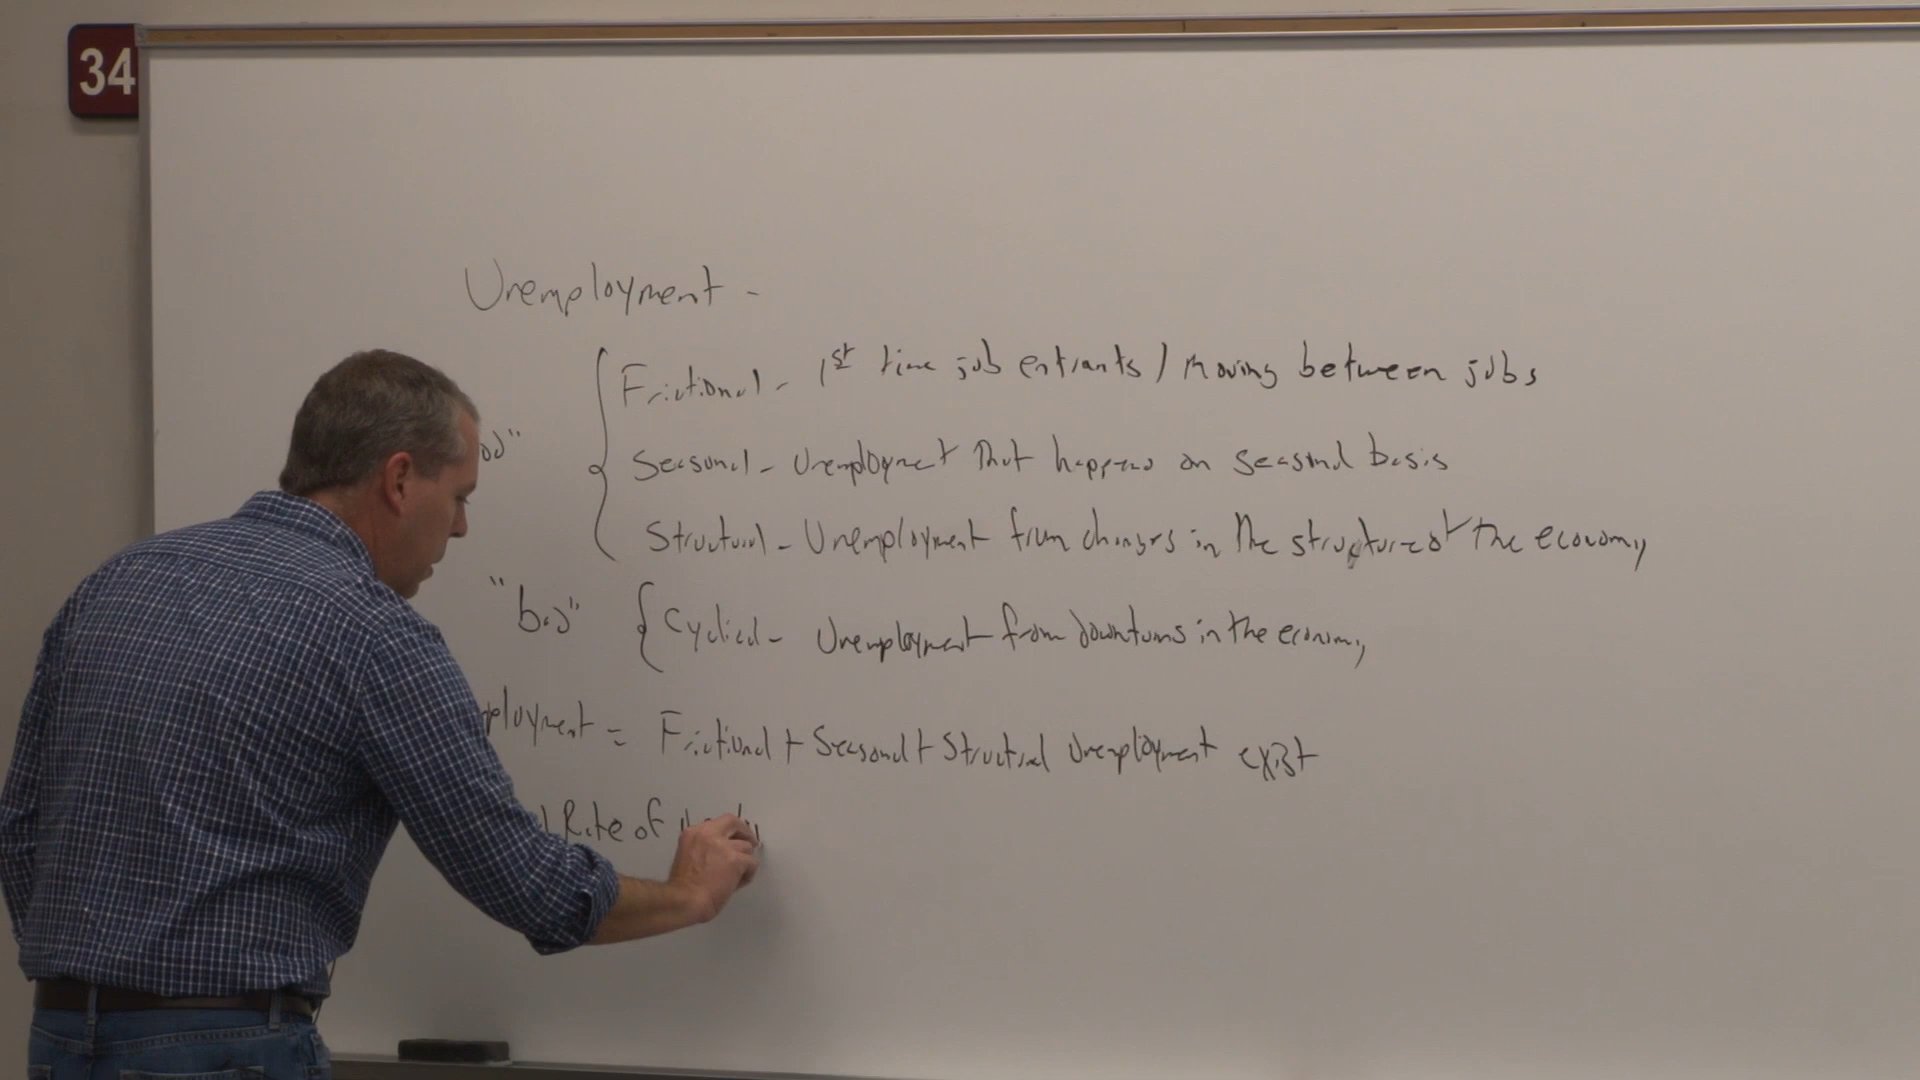 34
Unemployment -
Frictional - 1st time job entrants / Moving between jobs
od"
Seasonal - Unemployment That happens on seasonal basis
Structural - Unemployment from changes in The structure of The economy
"bad" { Cyclical - Unemployment from downturns in the economy
ployment = Frictional + Seasonal + Structural Unemployment exist
l Rate of